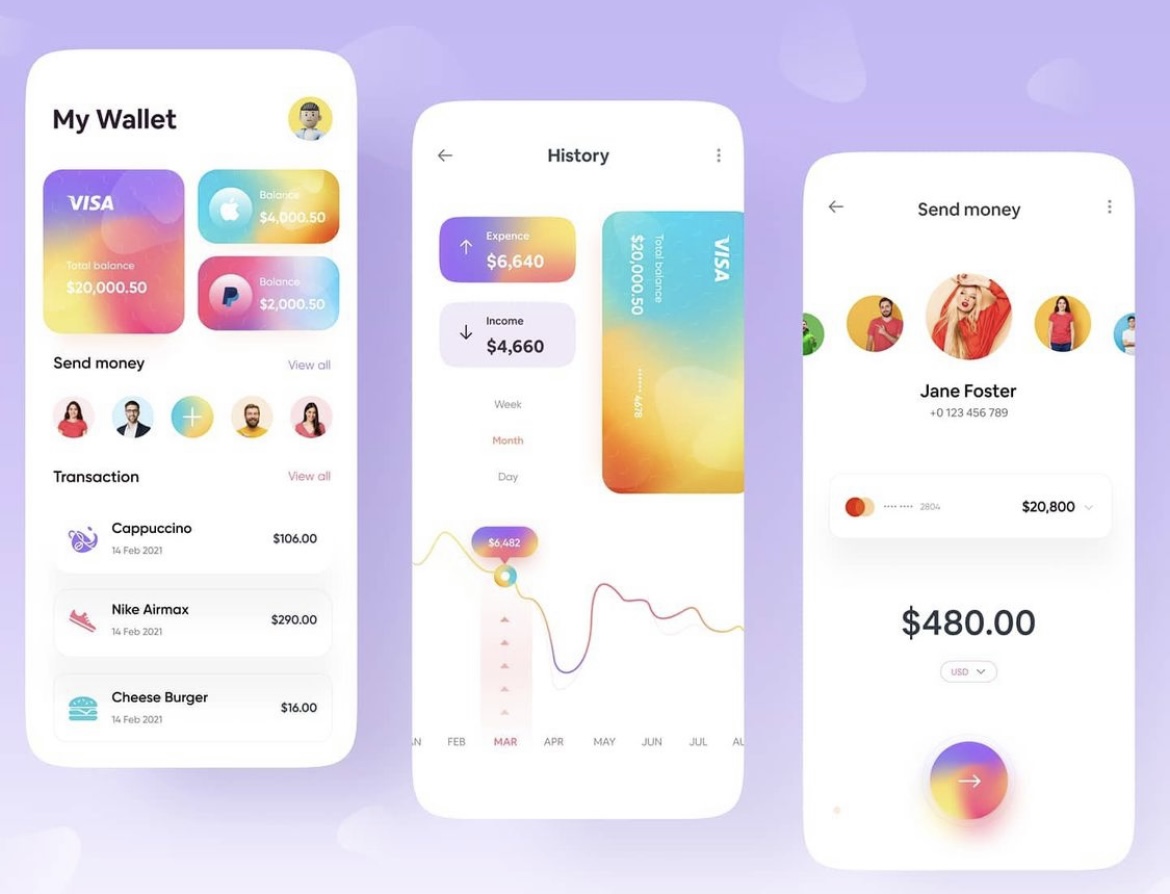 My Wallet
VISA
Total balance
$20,000.50
Balance
$4,000.50
Balance
$2,000.50
Send money
View all
Transaction
View all
Cappuccino
14 Feb 2021
$106.00
Nike Airmax
14 Feb 2021
$290.00
Cheese Burger
14 Feb 2021
$16.00
History
Expence
$6,640
Income
$4,660
VISA
Total balance
$20,000.50
•••••• 4678
Week
Month
Day
$6,482
AN FEB MAR APR MAY JUN JUL AU
Send money
Jane Foster
+0 123 456 789
•••• •••• 2804
$20,800
$480.00
USD